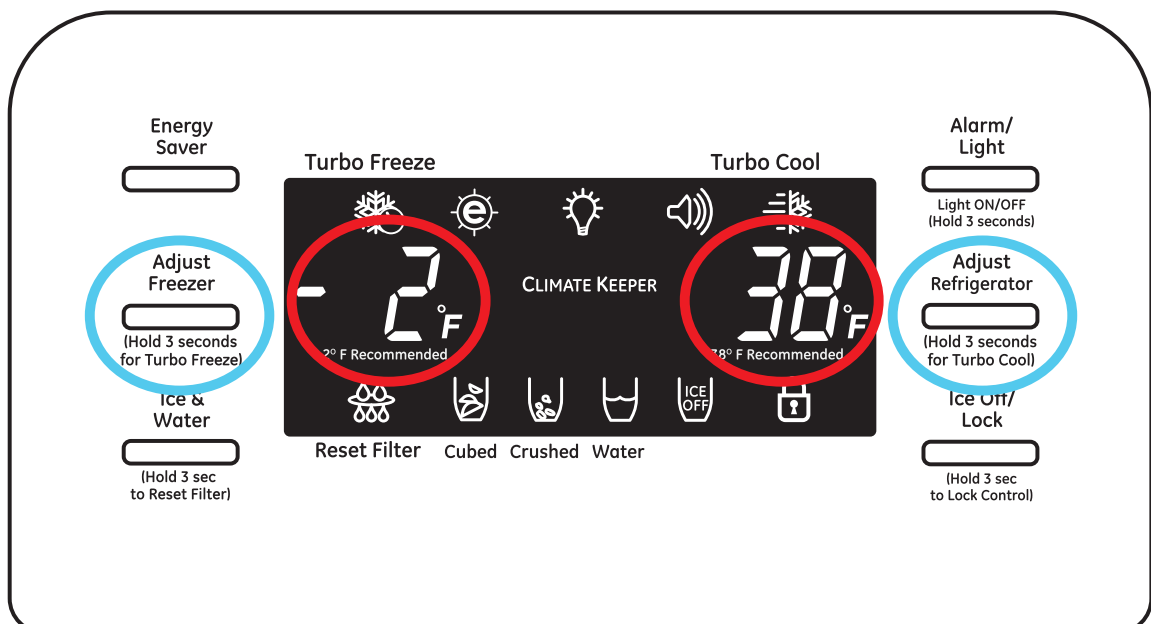 Energy
Saver
Adjust
Freezer
(Hold 3 seconds
for Turbo Freeze)
Ice &
Water
(Hold 3 sec
to Reset Filter)
Turbo Freeze
Turbo Cool
e
- 2 °F
2º F Recommended
CLIMATE KEEPER
38 °F
38º F Recommended
ICE
OFF
Reset Filter
Cubed
Crushed
Water
Alarm/
Light
Light ON/OFF
(Hold 3 seconds)
Adjust
Refrigerator
(Hold 3 seconds
for Turbo Cool)
Ice Off/
Lock
(Hold 3 sec
to Lock Control)